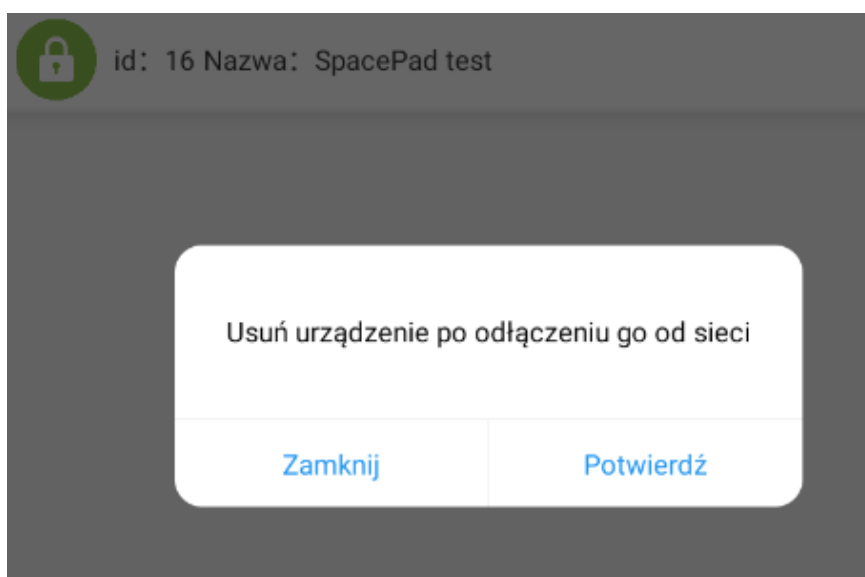 id： 16 Nazwa： SpacePad test
Usuń urządzenie po odłączeniu go od sieci
Zamknij
Potwierdź